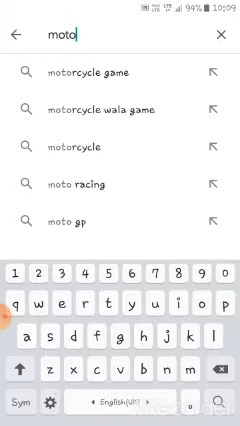 94% 10:09
moto
motorcycle game
motorcycle wala game
motorcycle
moto racing
moto gp
1 2 3 4 5 6 7 8 9 0
q w e r t y u i o p
a s d f g h j k l
z x c v b n m
Sym English(UK) .